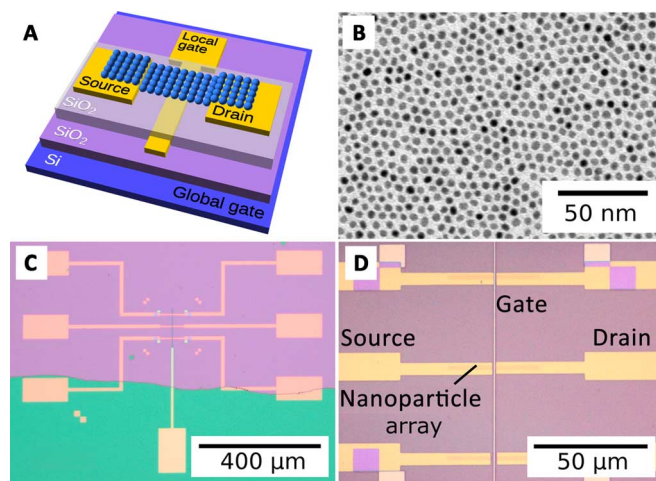 A
Local
gate
Source
Drain
SiO₂
SiO₂
Si
Global gate
B
50 nm
C
400 µm
D
Gate
Source
Drain
Nanoparticle
array
50 µm